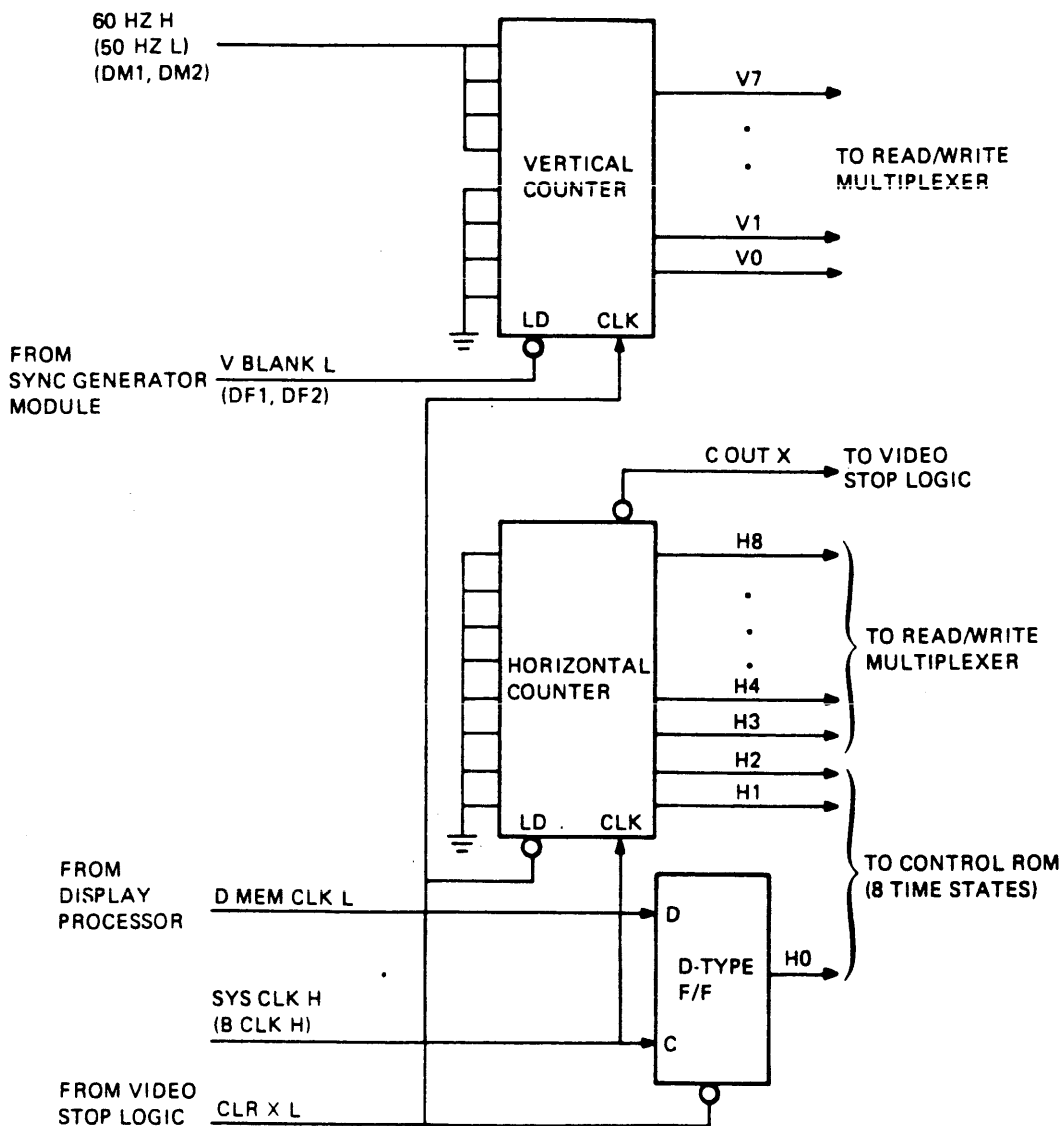 60 HZ H
(50 HZ L)
(DM1, DM2)
V7
VERTICAL
COUNTER
TO READ/WRITE
MULTIPLEXER
V1
V0
LD CLK
FROM
SYNC GENERATOR
MODULE
V BLANK L
(DF1, DF2)
C OUT X
TO VIDEO
STOP LOGIC
H8
HORIZONTAL
COUNTER
TO READ/WRITE
MULTIPLEXER
H4
H3
H2
H1
LD CLK
TO CONTROL ROM
(8 TIME STATES)
FROM
DISPLAY
PROCESSOR
D MEM CLK L
D
D-TYPE
F/F
H0
SYS CLK H
(B CLK H)
C
FROM VIDEO
STOP LOGIC
CLR X L